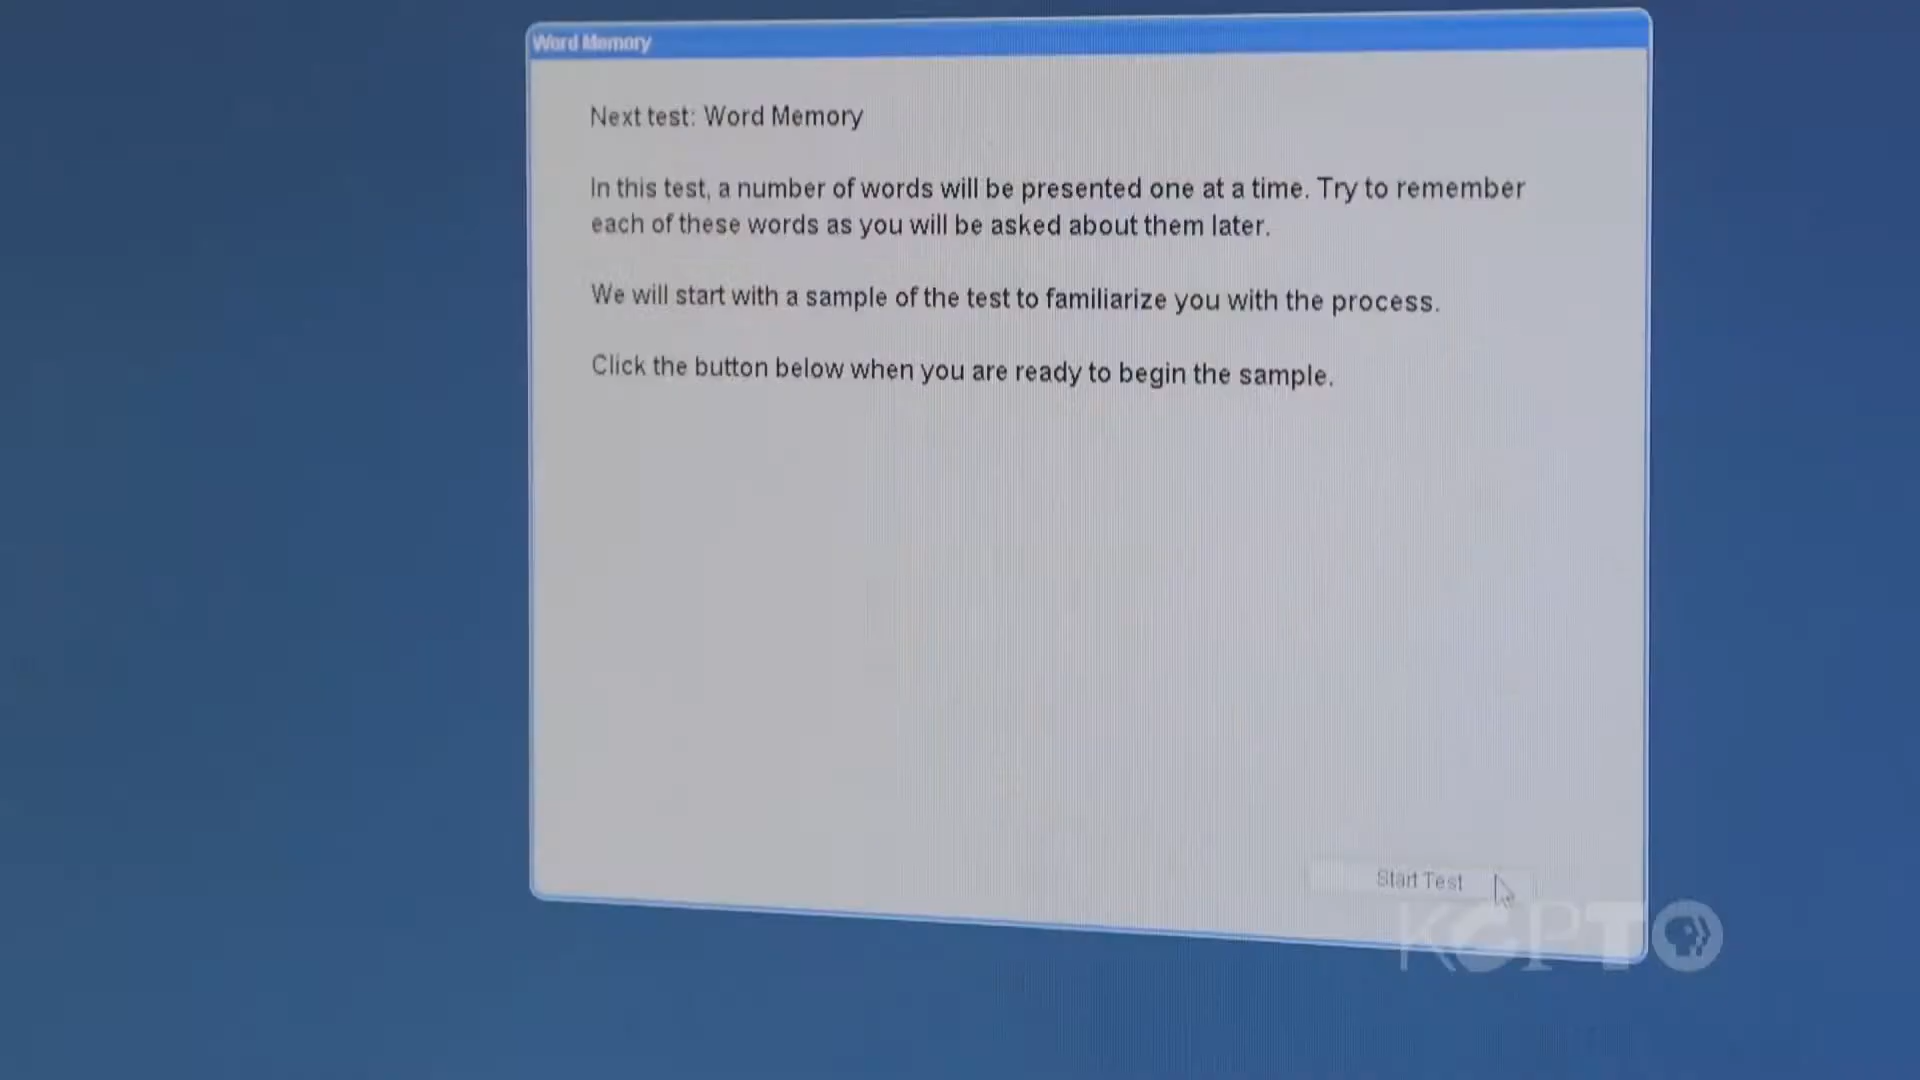 Word Memory
Next test: Word Memory
In this test, a number of words will be presented one at a time. Try to remember
each of these words as you will be asked about them later.
We will start with a sample of the test to familiarize you with the process.
Click the button below when you are ready to begin the sample.
Start Test
KCPT